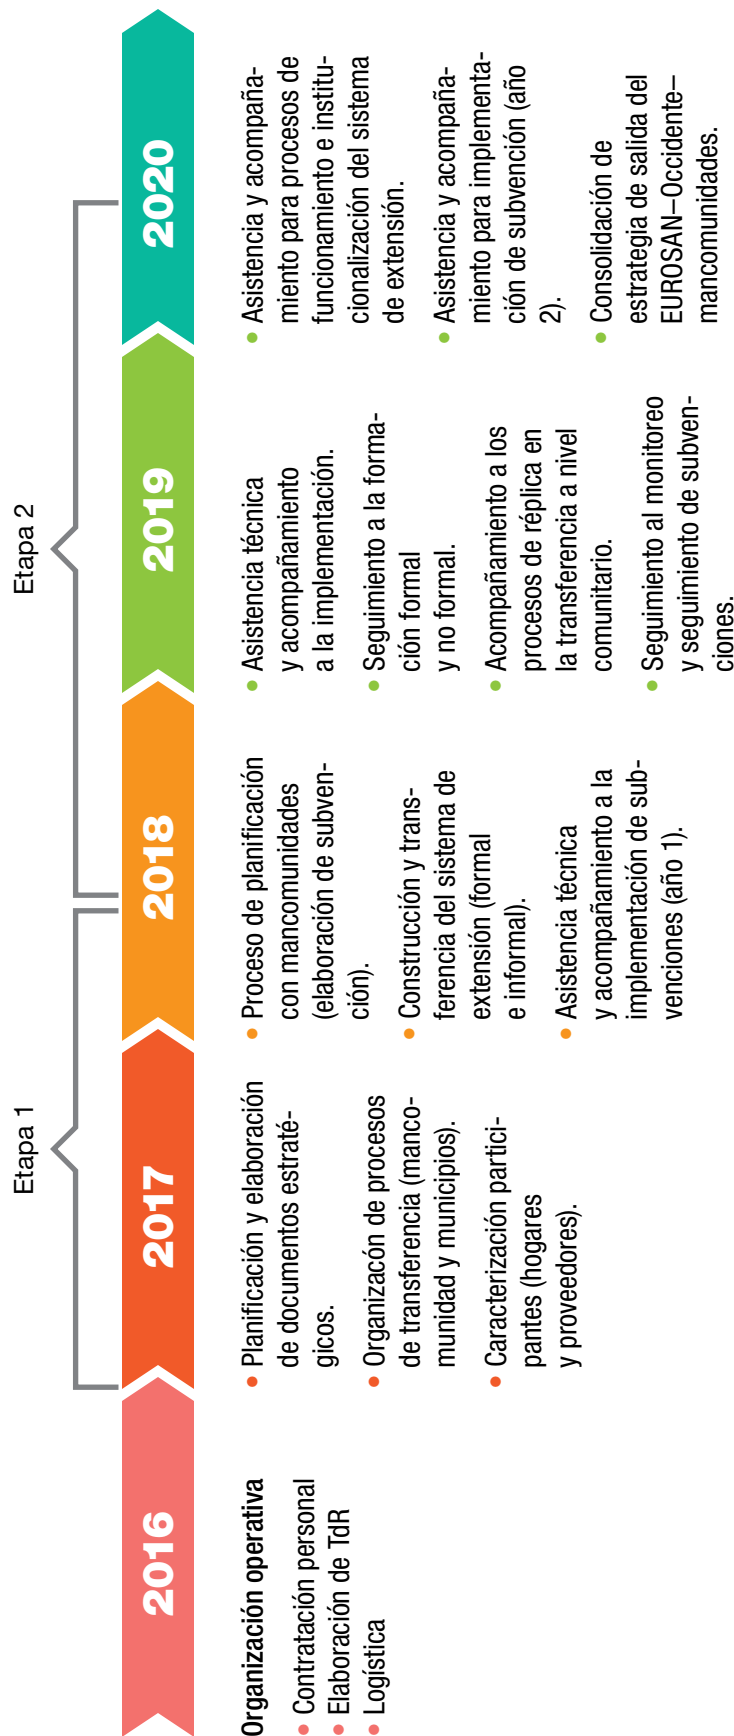 Etapa 1
Etapa 2
2016
2017
2018
2019
2020
Organización operativa
• Contratación personal
• Elaboración de TdR
• Logística
• Planificación y elaboración
de documentos estraté-
gicos.
• Organizacón de procesos
de transferencia (manco-
munidad y municipios).
• Caracterización partici-
pantes (hogares
y proveedores).
• Proceso de planificación
con mancomunidades
(elaboración de subven-
ción).
• Construcción y trans-
ferencia del sistema de
extensión (formal
e informal).
• Asistencia técnica
y acompañamiento a la
implementación de sub-
venciones (año 1).
• Asistencia técnica
y acompañamiento
a la implementación.
• Seguimiento a la forma-
ción formal
y no formal.
• Acompañamiento a los
procesos de réplica en
la transferencia a nivel
comunitario.
• Seguimiento al monitoreo
y seguimiento de subven-
ciones.
• Asistencia y acompaña-
miento para procesos de
funcionamiento e institu-
cionalización del sistema
de extensión.
• Asistencia y acompaña-
miento para implementa-
ción de subvención (año
2).
• Consolidación de
estrategia de salida del
EUROSAN–Occidente–
mancomunidades.